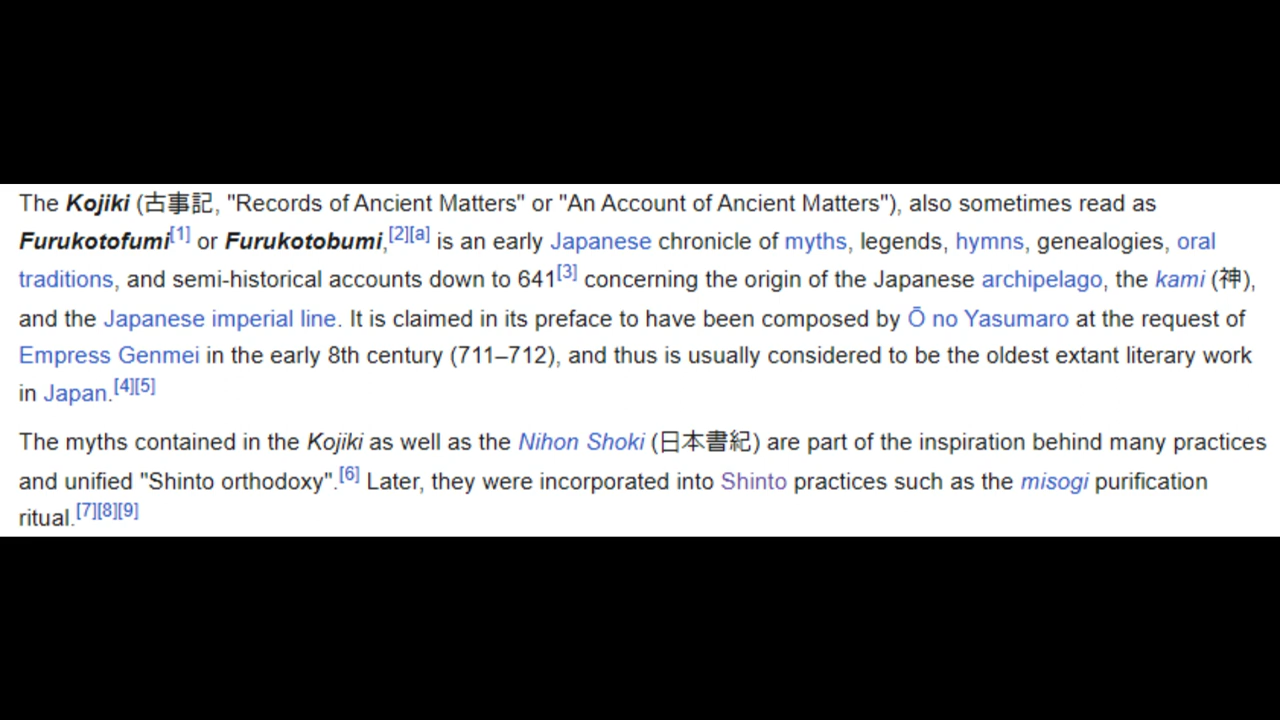 The Kojiki (古事記, "Records of Ancient Matters" or "An Account of Ancient Matters"), also sometimes read as
Furukotofumi[1] or Furukotobumi,[2][a] is an early Japanese chronicle of myths, legends, hymns, genealogies, oral
traditions, and semi-historical accounts down to 641[3] concerning the origin of the Japanese archipelago, the kami (神),
and the Japanese imperial line. It is claimed in its preface to have been composed by Ō no Yasumaro at the request of
Empress Genmei in the early 8th century (711–712), and thus is usually considered to be the oldest extant literary work
in Japan.[4][5]
The myths contained in the Kojiki as well as the Nihon Shoki (日本書紀) are part of the inspiration behind many practices
and unified "Shinto orthodoxy".[6] Later, they were incorporated into Shinto practices such as the misogi purification
ritual.[7][8][9]